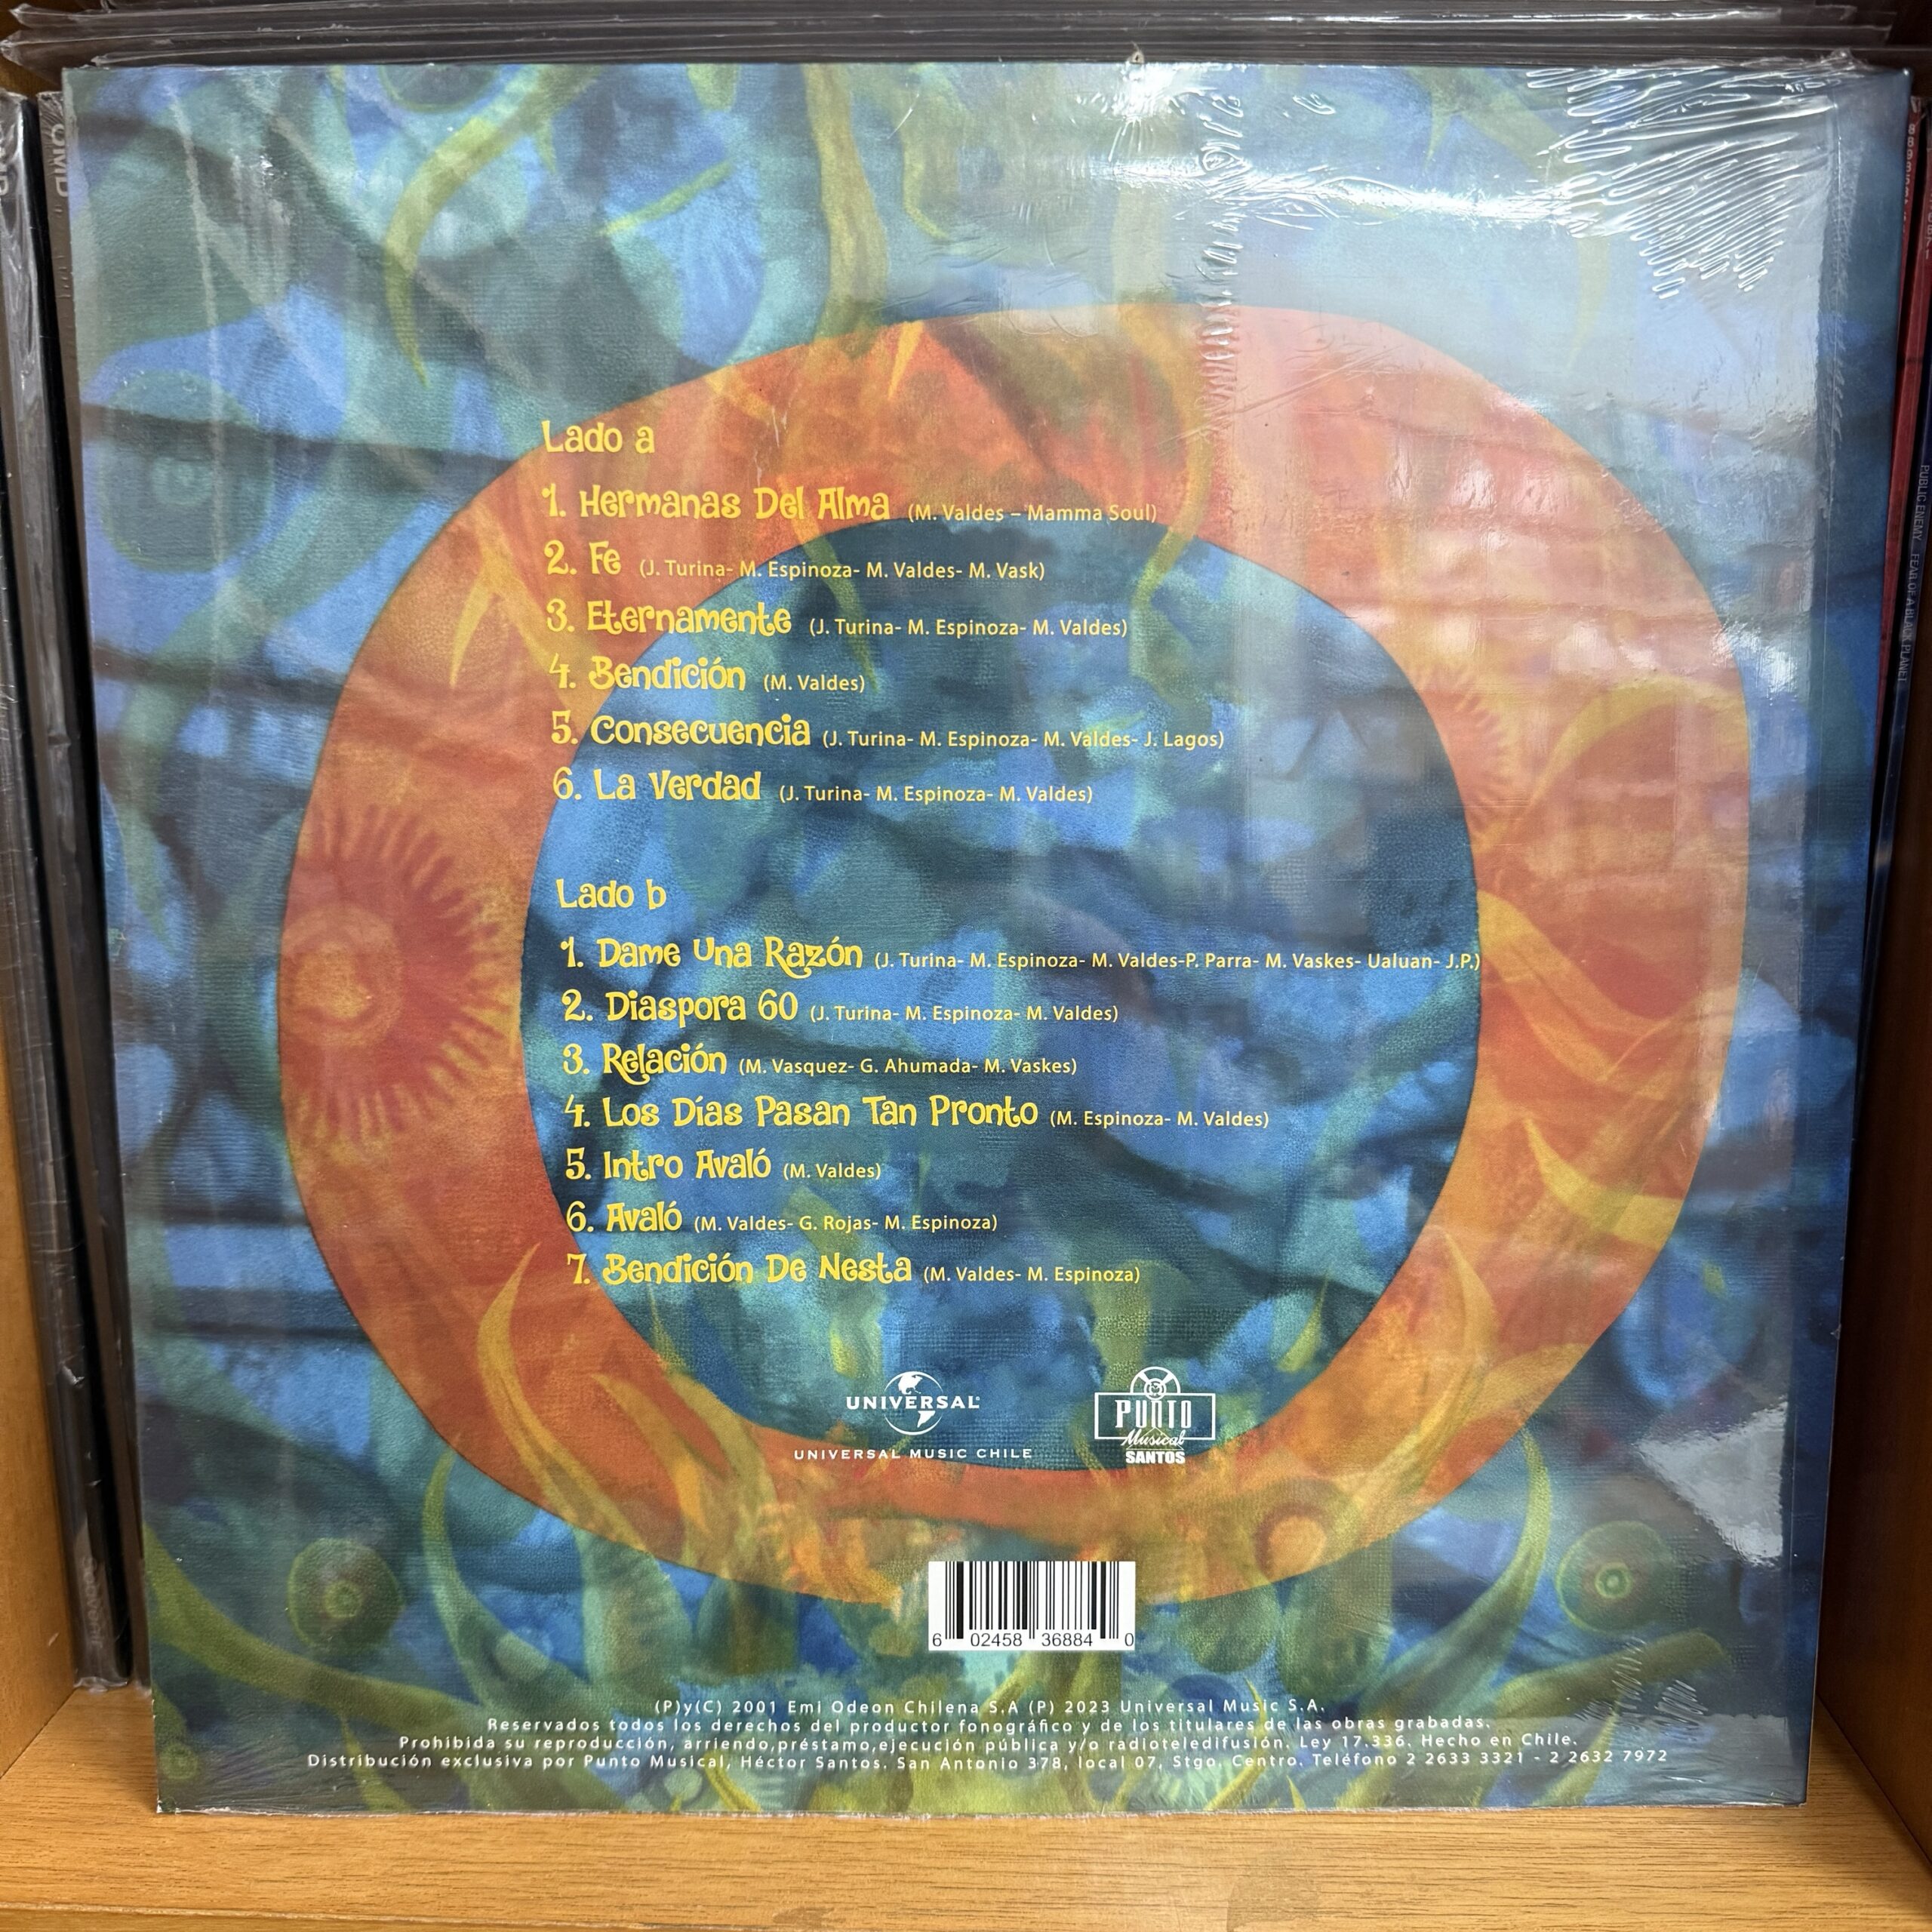 Lado a
1. Hermanas Del Alma (M. Valdes – Mamma Soul)
2. Fe (J. Turina- M. Espinoza- M. Valdes- M. Vask)
3. Eternamente (J. Turina- M. Espinoza- M. Valdes)
4. Bendición (M. Valdes)
5. Consecuencia (J. Turina- M. Espinoza- M. Valdes- J. Lagos)
6. La Verdad (J. Turina- M. Espinoza- M. Valdes)
Lado b
1. Dame Una Razón (J. Turina- M. Espinoza- M. Valdes-P. Parra- M. Vaskes- Ualuan- J.P.)
2. Diaspora 60 (J. Turina- M. Espinoza- M. Valdes)
3. Relación (M. Vasquez- G. Ahumada- M. Vaskes)
4. Los Días Pasan Tan Pronto (M. Espinoza- M. Valdes)
5. Intro Avaló (M. Valdes)
6. Avaló (M. Valdes- G. Rojas- M. Espinoza)
7. Bendición De Nesta (M. Valdes- M. Espinoza)
UNIVERSAL
UNIVERSAL MUSIC CHILE
PUNTO
Musical
SANTOS
6 02458 36884 0
(P)y(C) 2001 Emi Odeon Chilena S.A (P) 2023 Universal Music S.A.
Reservados todos los derechos del productor fonográfico y de los titulares de las obras grabadas.
Prohibida su reproducción, arriendo,préstamo,ejecución pública y/o radioteledifusión. Ley 17.336. Hecho en Chile.
Distribución exclusiva por Punto Musical, Héctor Santos. San Antonio 378, local 07, Stgo. Centro. Teléfono 2 2633 3321 - 2 2632 7972
OMD
PUBLIC ENEMY FEAR OF A BLACK PLANET